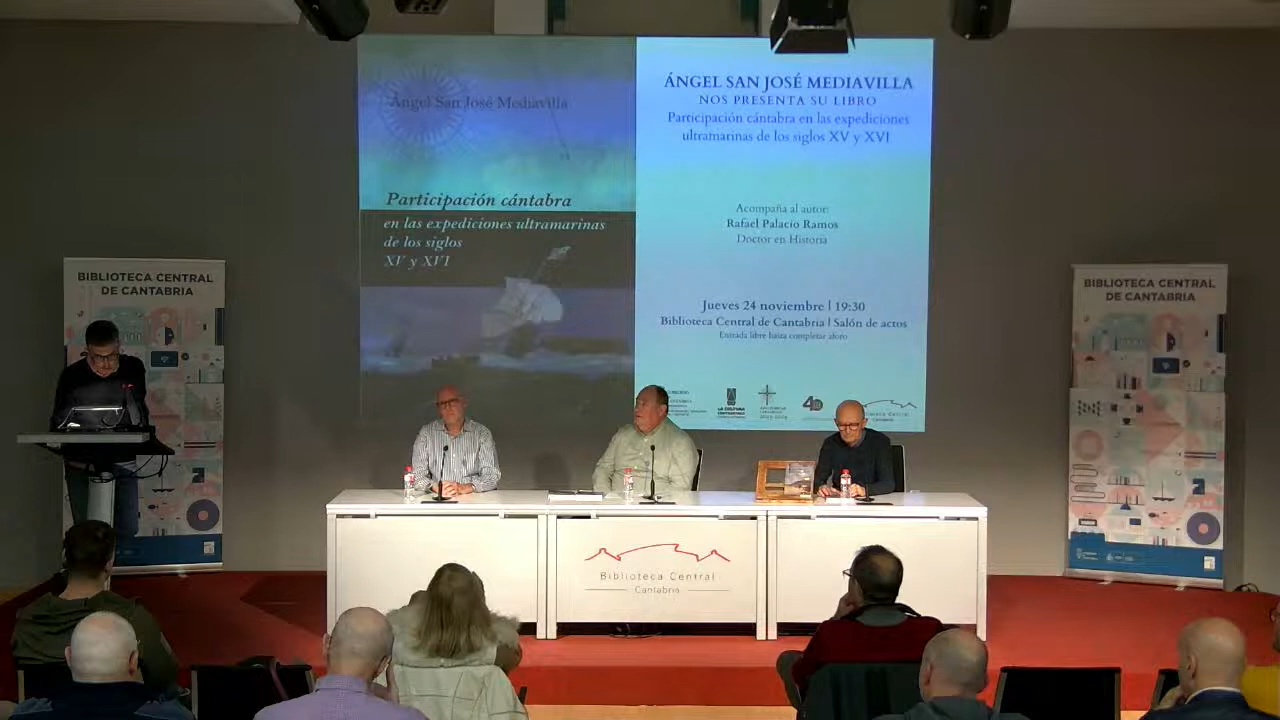 Ángel San José Mediavilla
Participación cántabra
en las expediciones ultramarinas
de los siglos
XV y XVI
ÁNGEL SAN JOSÉ MEDIAVILLA
NOS PRESENTA SU LIBRO
Participación cántabra en las expediciones
ultramarinas de los siglos XV y XVI
Acompaña al autor:
Rafael Palacio Ramos
Doctor en Historia
Jueves 24 noviembre | 19:30
Biblioteca Central de Cantabria | Salón de actos
Entrada libre hasta completar aforo
LA CULTURA
BIBLIOTECA CENTRAL
DE CANTABRIA
BIBLIOTECA CENTRAL
DE CANTABRIA
Biblioteca Central
Cantabria